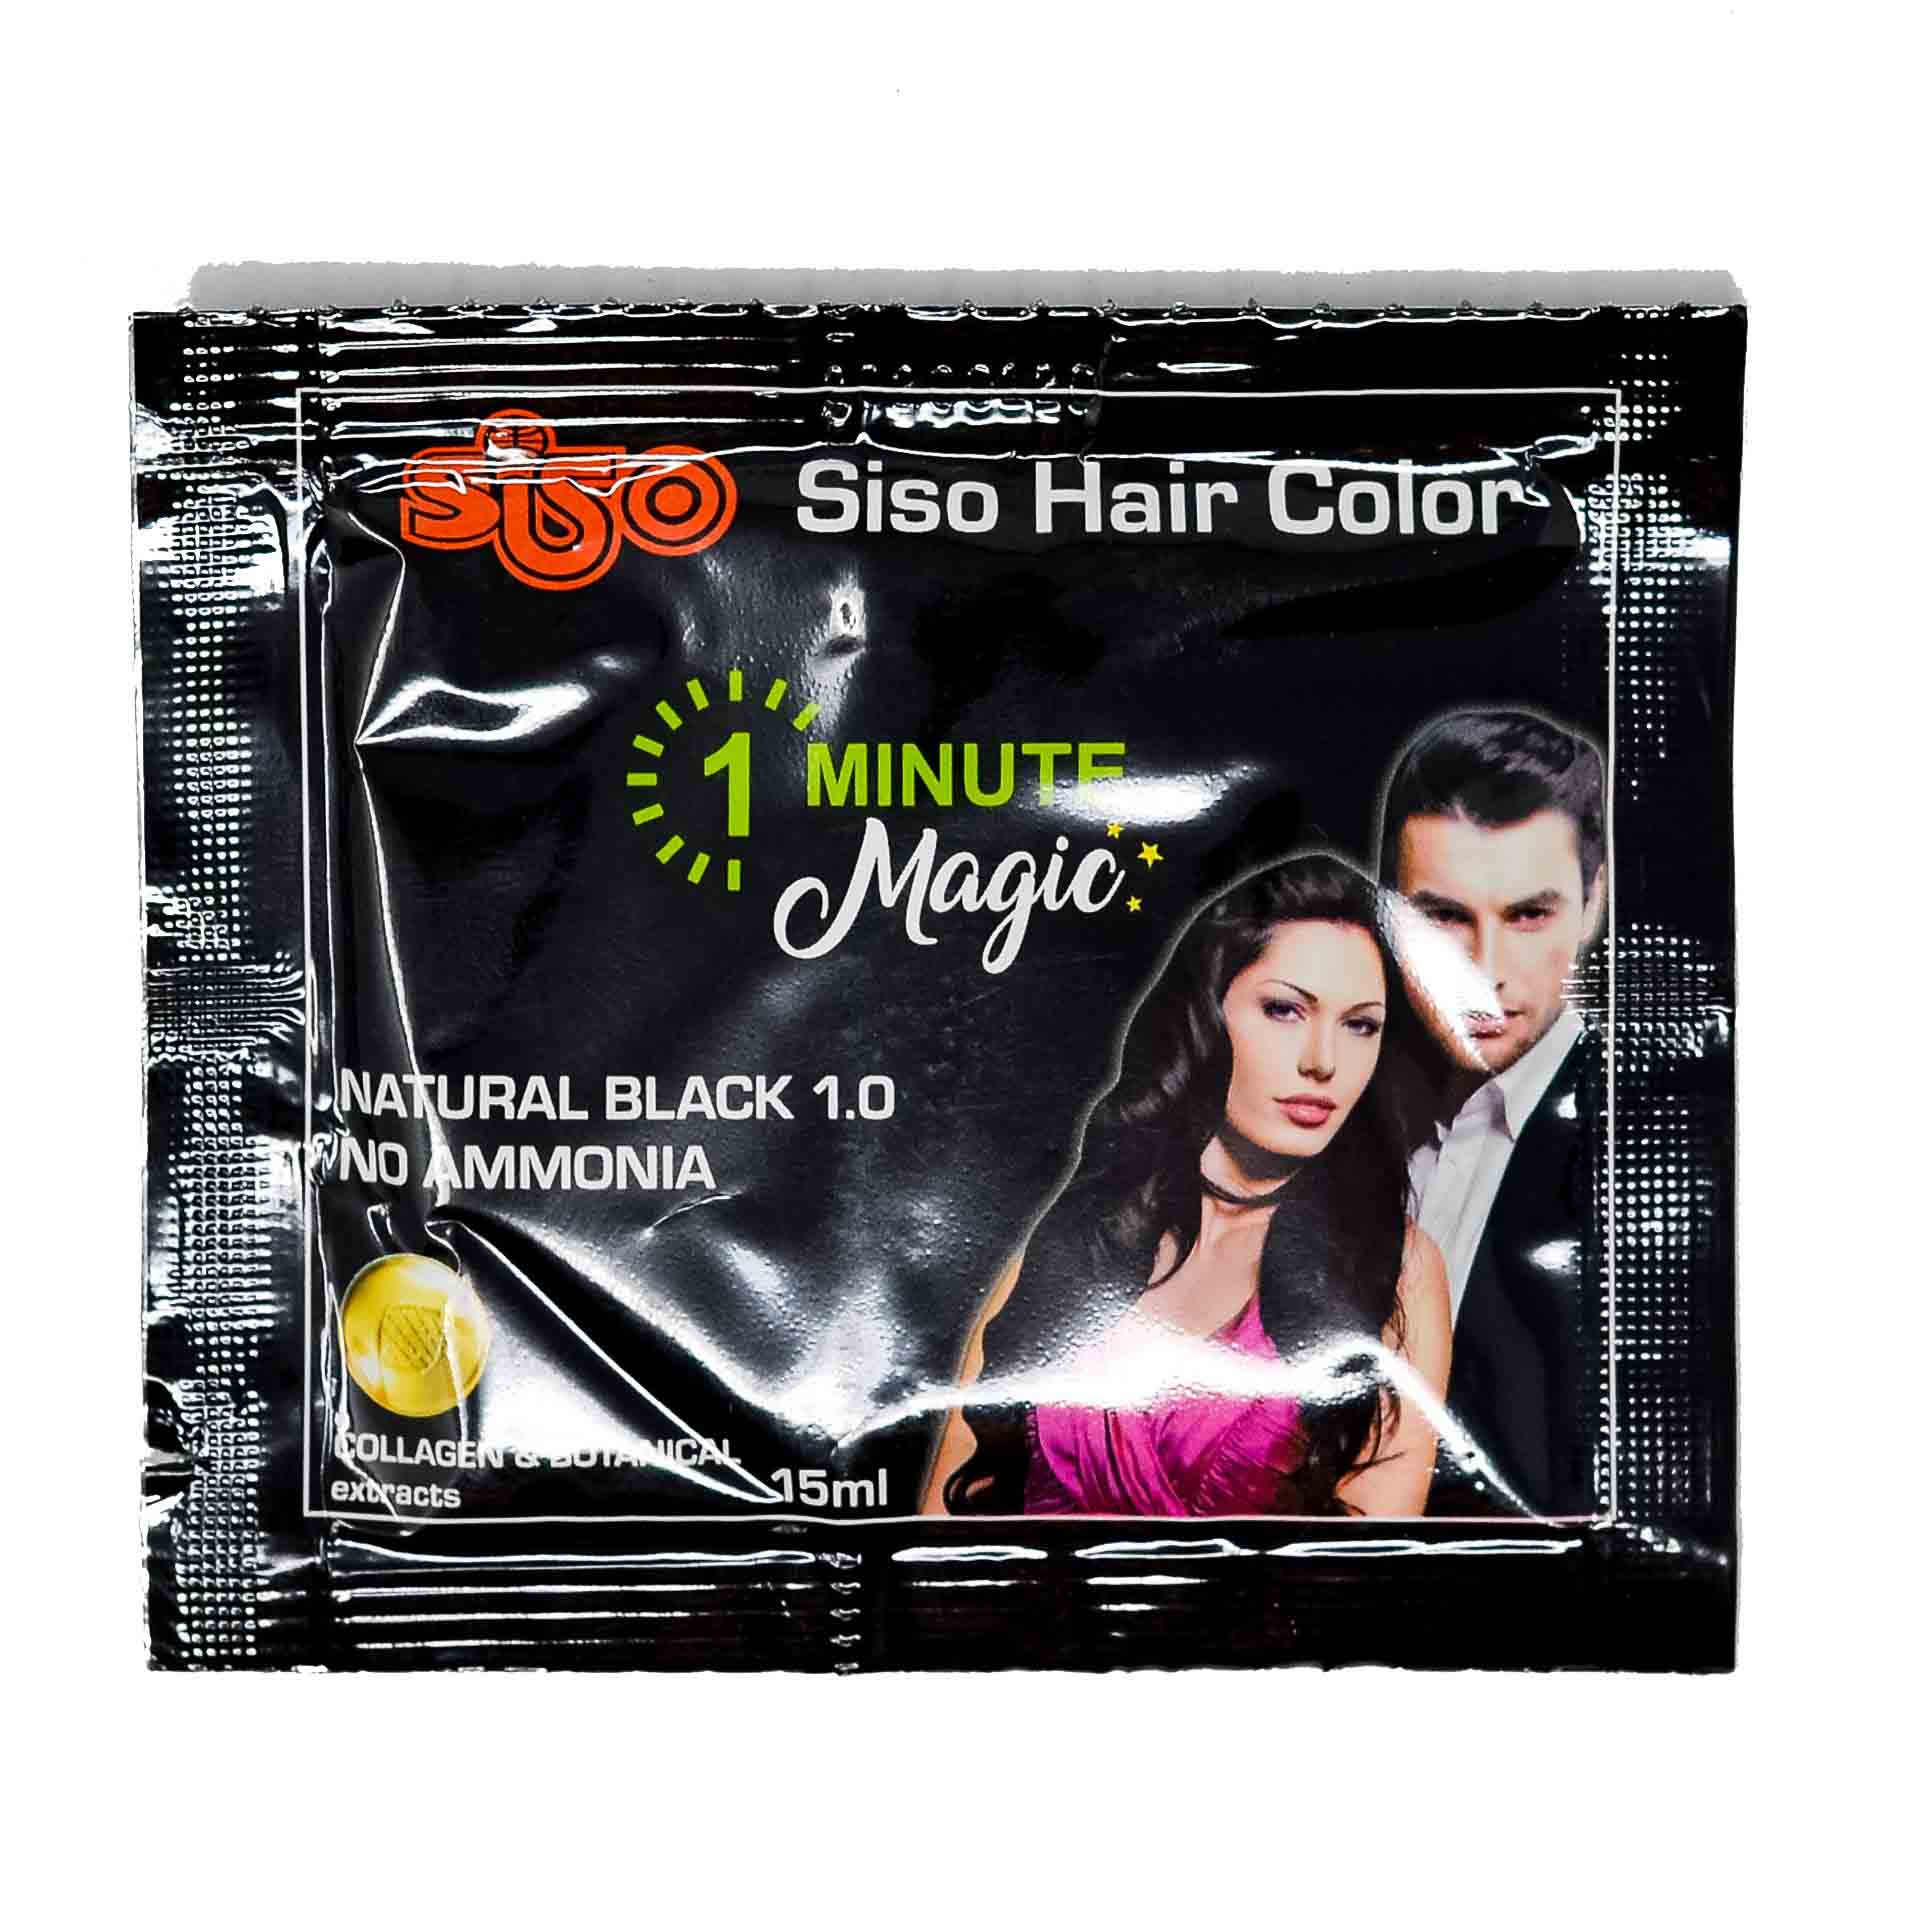 siso
Siso Hair Color
1 MINUTE
Magic
NATURAL BLACK 1.0
NO AMMONIA
COLLAGEN & BOTANICAL
extracts
15ml